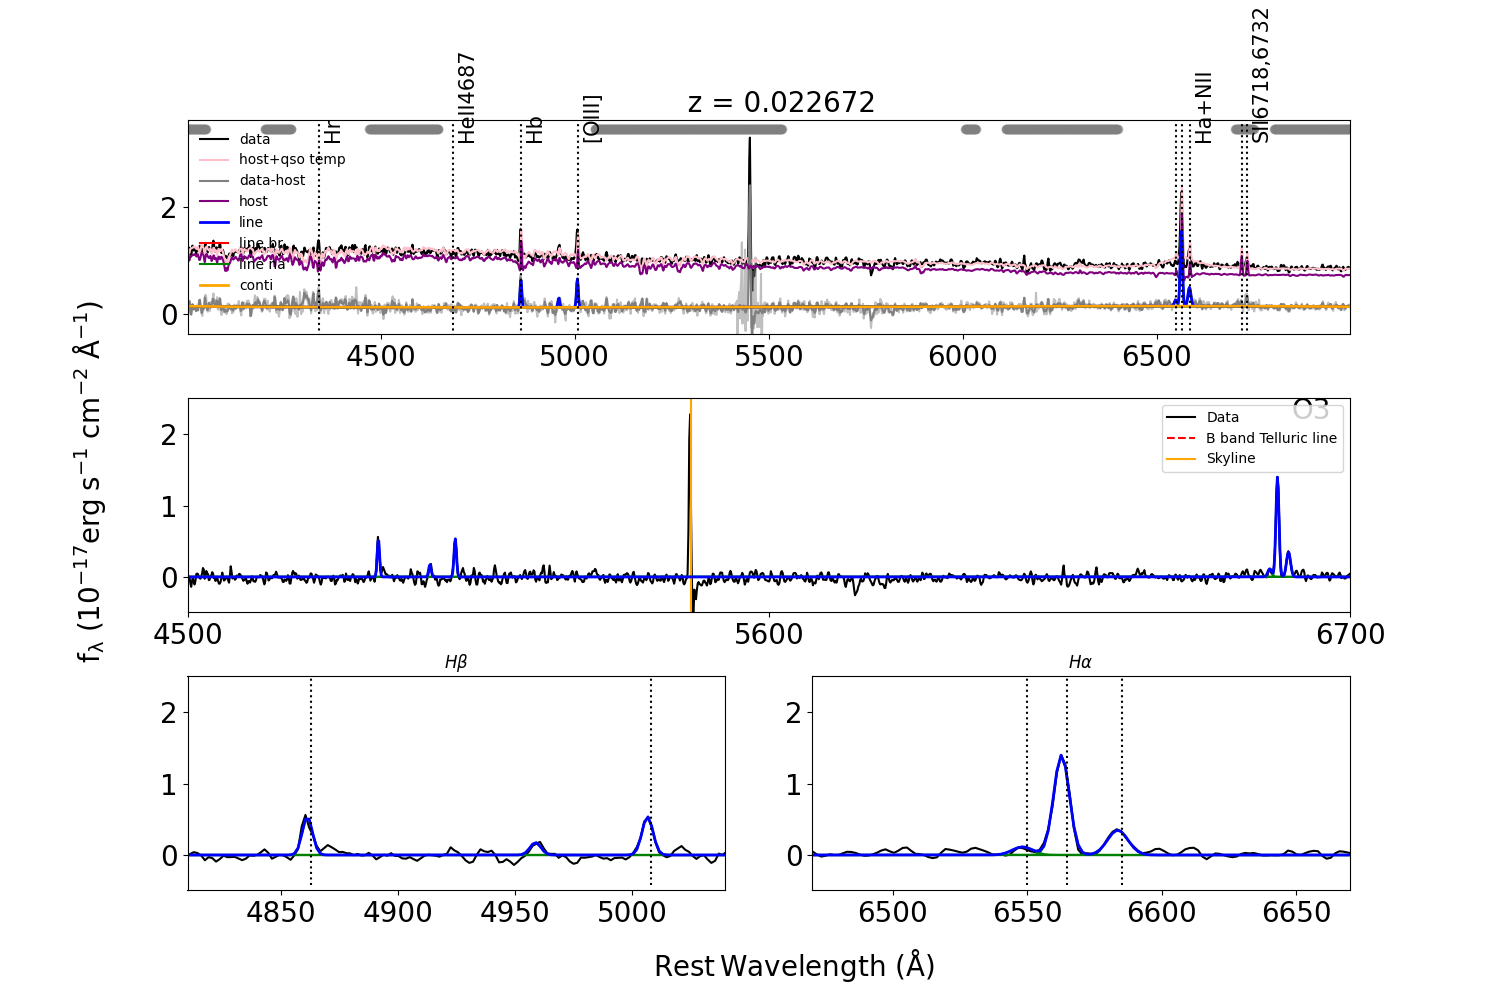 z = 0.022672
Hr
HeII4687
Hb
[OIII]
Ha+NII
SII6718,6732
data
host+qso temp
data-host
host
line
line br
line na
conti
2
0
4500 5000 5500 6000 6500
O3
Data
B band Telluric line
Skyline
2
1
0
4500 5600 6700
fλ (10⁻¹⁷erg s⁻¹ cm⁻² Å⁻¹)
Hβ
2
1
0
4850 4900 4950 5000
Hα
2
1
0
6500 6550 6600 6650
Rest Wavelength (Å)